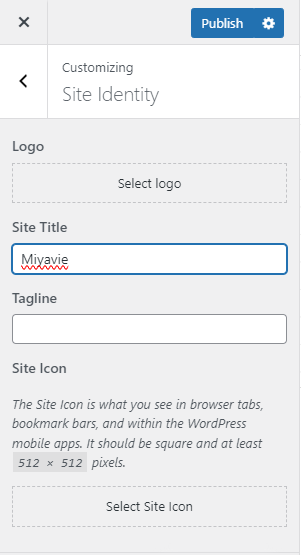 Publish
Customizing
Site Identity
Logo
Select logo
Site Title
Miyavie
Tagline
Site Icon
The Site Icon is what you see in browser tabs,
bookmark bars, and within the WordPress
mobile apps. It should be square and at least
512 × 512 pixels.
Select Site Icon